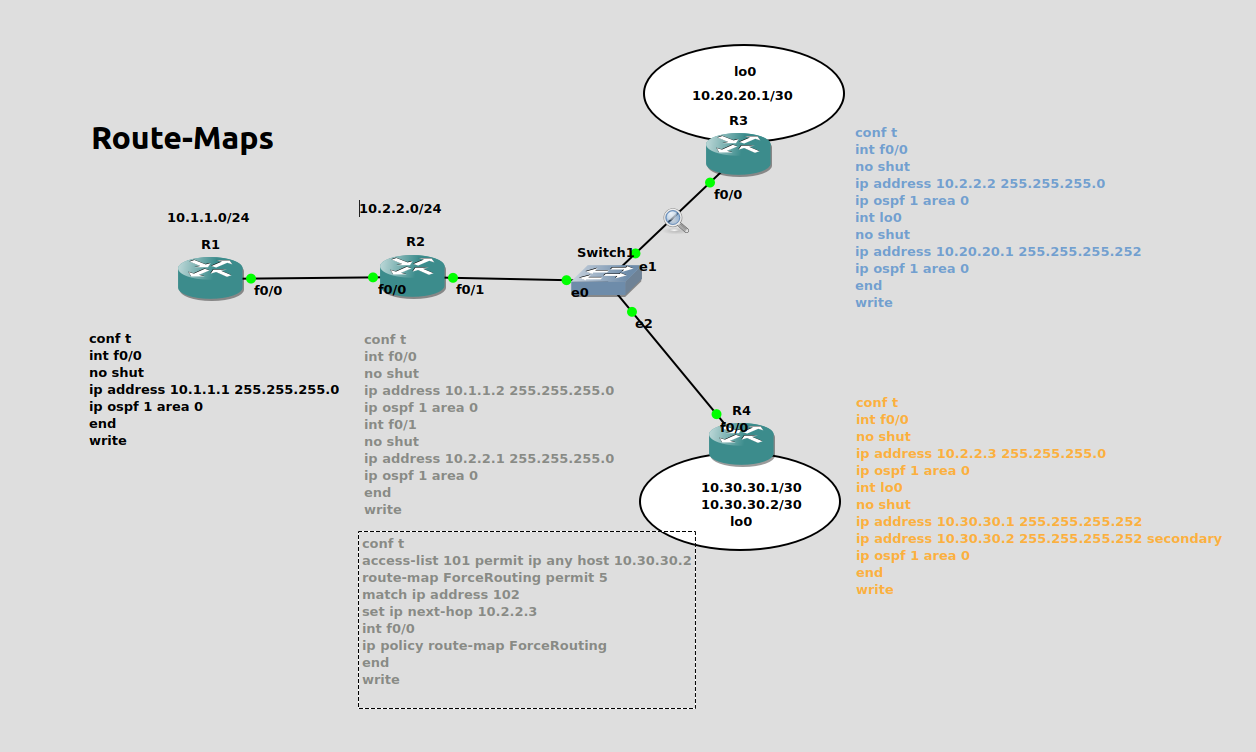 Route-Maps
lo0
10.20.20.1/30
R3
f0/0
10.1.1.0/24
R1
f0/0
10.2.2.0/24
R2
f0/0
f0/1
Switch1
e1
e0
e2
R4
f0/0
10.30.30.1/30
10.30.30.2/30
lo0
conf t
int f0/0
no shut
ip address 10.1.1.1 255.255.255.0
ip ospf 1 area 0
end
write
conf t
int f0/0
no shut
ip address 10.1.1.2 255.255.255.0
ip ospf 1 area 0
int f0/1
no shut
ip address 10.2.2.1 255.255.255.0
ip ospf 1 area 0
end
write
conf t
access-list 101 permit ip any host 10.30.30.2
route-map ForceRouting permit 5
match ip address 102
set ip next-hop 10.2.2.3
int f0/0
ip policy route-map ForceRouting
end
write
conf t
int f0/0
no shut
ip address 10.2.2.2 255.255.255.0
ip ospf 1 area 0
int lo0
no shut
ip address 10.20.20.1 255.255.255.252
ip ospf 1 area 0
end
write
conf t
int f0/0
no shut
ip address 10.2.2.3 255.255.255.0
ip ospf 1 area 0
int lo0
no shut
ip address 10.30.30.1 255.255.255.252
ip address 10.30.30.2 255.255.255.252 secondary
ip ospf 1 area 0
end
write